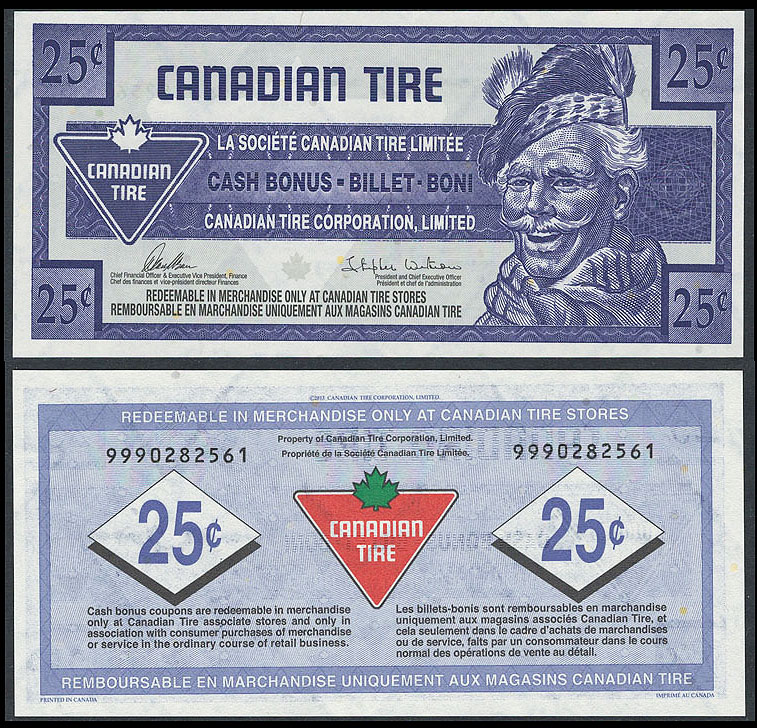 25¢
25¢
CANADIAN TIRE
LA SOCIÉTÉ CANADIAN TIRE LIMITÉE
CANADIAN
TIRE
CASH BONUS - BILLET - BONI
CANADIAN TIRE CORPORATION, LIMITED
Chief Financial Officer & Executive Vice President, Finance
Chef des finances et vice-président directeur Finances
President and Chief Executive Officer
Président et chef de l'administration
25¢
25¢
REDEEMABLE IN MERCHANDISE ONLY AT CANADIAN TIRE STORES
REMBOURSABLE EN MARCHANDISE UNIQUEMENT AUX MAGASINS CANADIAN TIRE
CANADIAN TIRE CORPORATION, LIMITED.
REDEEMABLE IN MERCHANDISE ONLY AT CANADIAN TIRE STORES
Property of Canadian Tire Corporation, Limited.
Propriété de la Société Canadian Tire Limitée.
9990282561
9990282561
25¢
CANADIAN
TIRE
25¢
Cash bonus coupons are redeemable in merchandise
only at Canadian Tire associate stores and only in
association with consumer purchases of merchandise
or service in the ordinary course of retail business.
Les billets-bonis sont remboursables en marchandise
uniquement aux magasins associés Canadian Tire, et
cela seulement dans le cadre d'achats de marchandises
ou de service, faits par un consommateur dans le cours
normal des opérations de vente au détail.
REMBOURSABLE EN MARCHANDISE UNIQUEMENT AUX MAGASINS CANADIAN TIRE
PRINTED IN CANADA
IMPRIMÉ AU CANADA